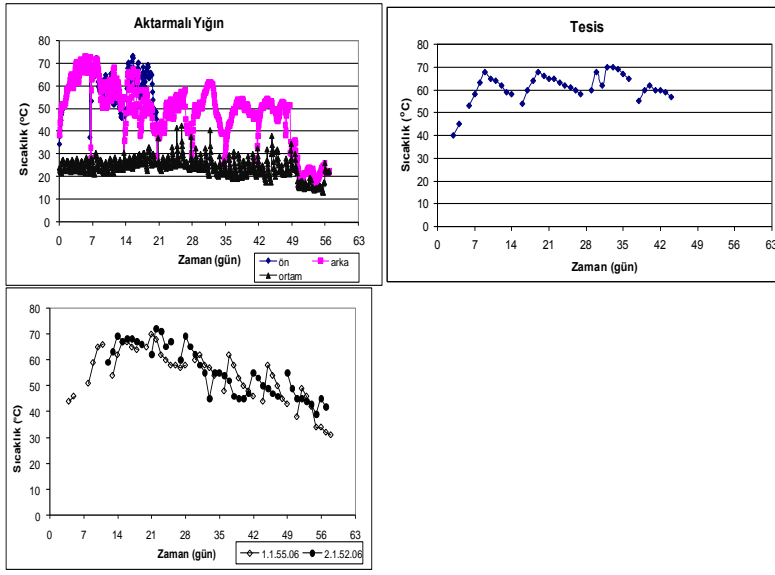 Aktarmalı Yığın
80
70
60
50
40
30
20
10
0
Sıcaklık (°C)
0 7 14 21 28 35 42 49 56 63
Zaman (gün)
ön arka
ortam
Tesis
80
70
60
50
40
30
20
10
0
Sıcaklık (°C)
0 7 14 21 28 35 42 49 56 63
Zaman (gün)
80
70
60
50
40
30
20
10
0
Sıcaklık (°C)
0 7 14 21 28 35 42 49 56 63
Zaman (gün)
1.1.55.06 2.1.52.06